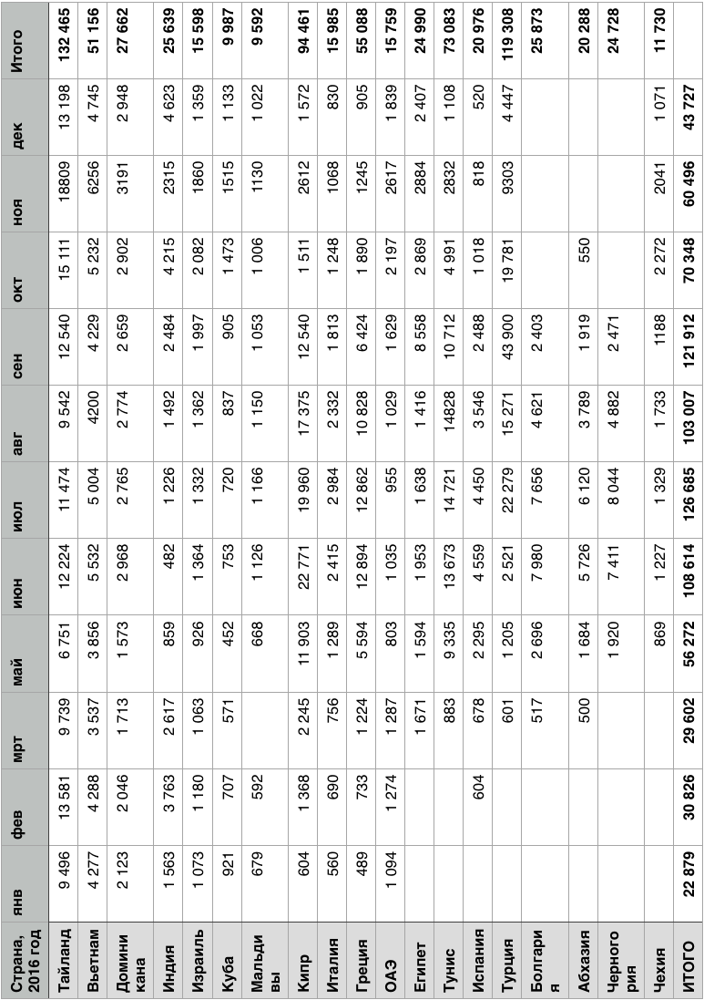 Страна, 2016 год янв фев мрт май июн июл авг сен окт ноя дек Итого
Тайланд 9 496 13 581 9 739 6 751 12 224 11 474 9 542 12 540 15 111 18809 13 198 132 465
Вьетнам 4 277 4 288 3 537 3 856 5 532 5 004 4200 4 229 5 232 6256 4 745 51 156
Домини кана 2 123 2 046 1 713 1 573 2 968 2 765 2 774 2 659 2 902 3191 2 948 27 662
Индия 1 563 3 763 2 617 859 482 1 226 1 492 2 484 4 215 2315 4 623 25 639
Израиль 1 073 1 180 1 063 926 1 364 1 332 1 362 1 997 2 082 1860 1 359 15 598
Куба 921 707 571 452 753 720 837 905 1 473 1515 1 133 9 987
Мальди вы 679 592 668 1 126 1 166 1 150 1 053 1 006 1130 1 022 9 592
Кипр 604 1 368 2 245 11 903 22 771 19 960 17 375 12 540 1 511 2612 1 572 94 461
Италия 560 690 756 1 289 2 415 2 984 2 332 1 813 1 248 1068 830 15 985
Греция 489 733 1 224 5 594 12 894 12 862 10 828 6 424 1 890 1245 905 55 088
ОАЭ 1 094 1 274 1 287 803 1 035 955 1 029 1 629 2 197 2617 1 839 15 759
Египет 1 671 1 594 1 953 1 638 1 416 8 558 2 869 2884 2 407 24 990
Тунис 883 9 335 13 673 14 721 14828 10 712 4 991 2832 1 108 73 083
Испания 604 678 2 295 4 559 4 450 3 546 2 488 1 018 818 520 20 976
Турция 601 1 205 2 521 22 279 15 271 43 900 19 781 9303 4 447 119 308
Болгари я 517 2 696 7 980 7 656 4 621 2 403 25 873
Абхазия 500 1 684 5 726 6 120 3 789 1 919 550 20 288
Черного рия 1 920 7 411 8 044 4 882 2 471 24 728
Чехия 869 1 227 1 329 1 733 1188 2 272 2041 1 071 11 730
ИТОГО 22 879 30 826 29 602 56 272 108 614 126 685 103 007 121 912 70 348 60 496 43 727